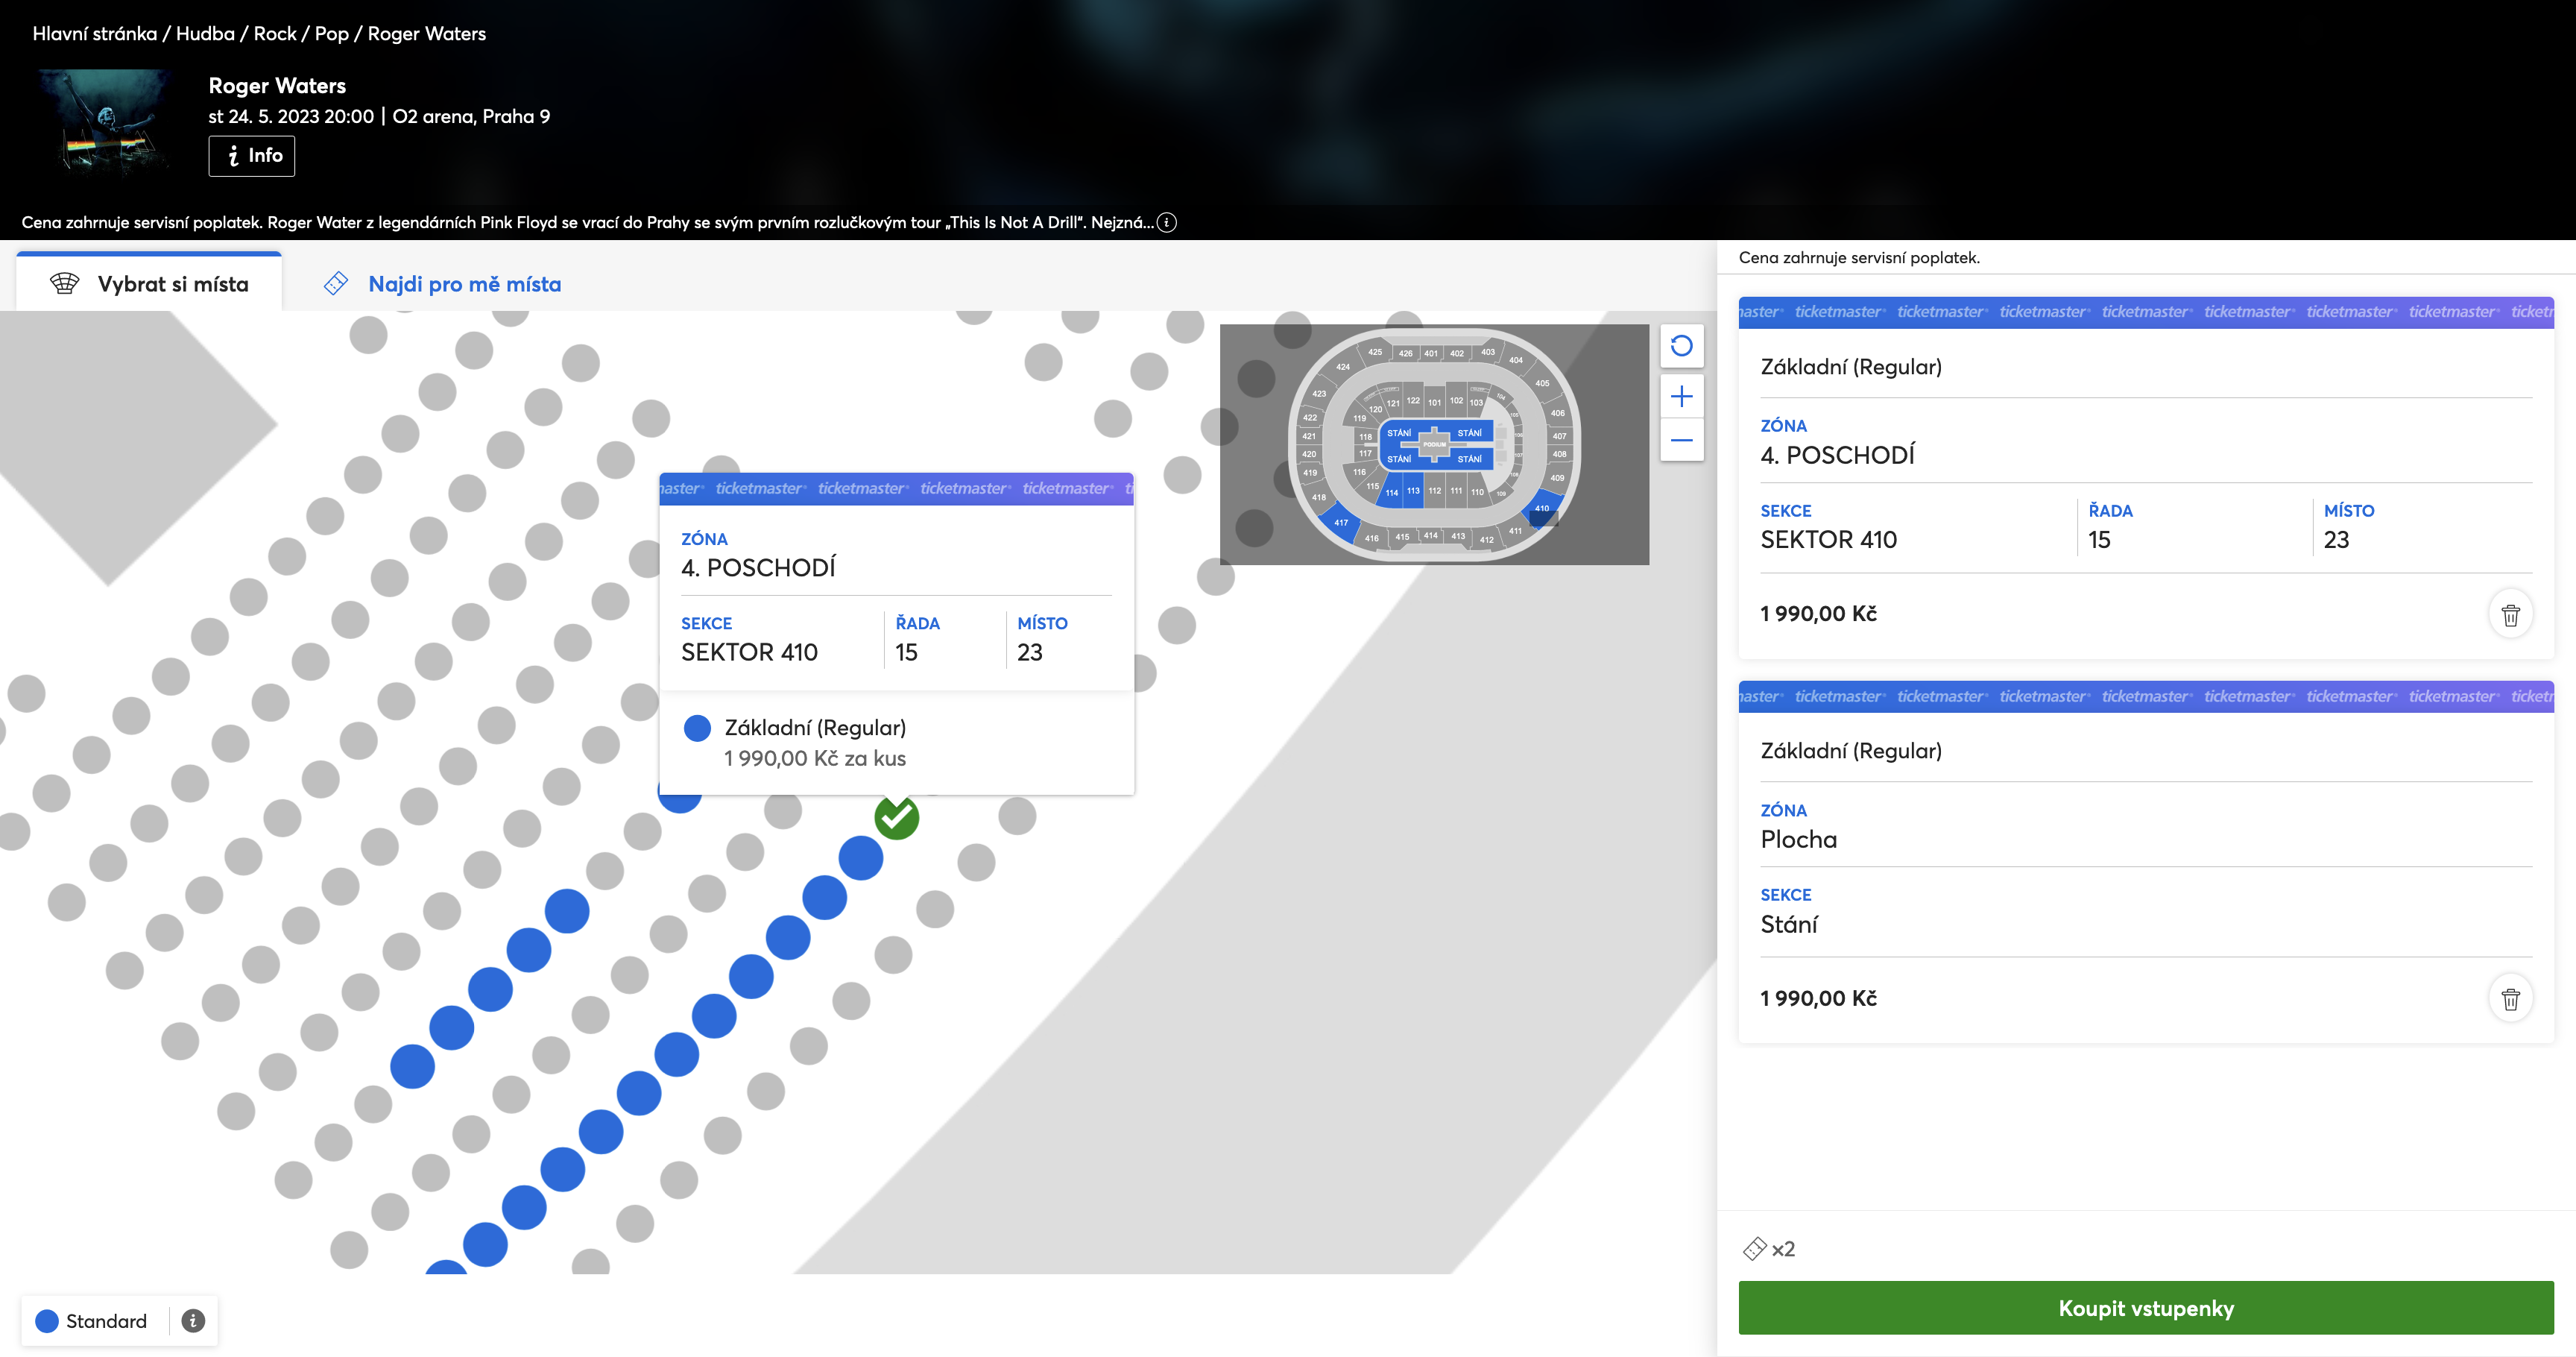 Hlavní stránka / Hudba / Rock / Pop / Roger Waters
Roger Waters
st 24. 5. 2023 20:00 | O2 arena, Praha 9
i Info
Cena zahrnuje servisní poplatek. Roger Water z legendárních Pink Floyd se vrací do Prahy se svým prvním rozlučkovým tour „This Is Not A Drill“. Nejzná... i
Vybrat si místa
Najdi pro mě místa
425 426 401 402 403 404
424 405
423 406
422 407
421 408
420 409
419 410
418 411
417 416 415 414 413 412
121 122 101 102 103 104
120
119
118
117
116
115 114 113 112 111 110 109
STÁNÍ STÁNÍ
PODIUM
STÁNÍ STÁNÍ
ticketmaster ticketmaster ticketmaster ticketmaster
ZÓNA
4. POSCHODÍ
SEKCE ŘADA MÍSTO
SEKTOR 410 15 23
Základní (Regular)
1 990,00 Kč za kus
Standard i
Cena zahrnuje servisní poplatek.
ticketmaster ticketmaster ticketmaster ticketmaster ticketmaster ticketmaster ticketmaster
Základní (Regular)
ZÓNA
4. POSCHODÍ
SEKCE ŘADA MÍSTO
SEKTOR 410 15 23
1 990,00 Kč
ticketmaster ticketmaster ticketmaster ticketmaster ticketmaster ticketmaster ticketmaster
Základní (Regular)
ZÓNA
Plocha
SEKCE
Stání
1 990,00 Kč
x2
Koupit vstupenky